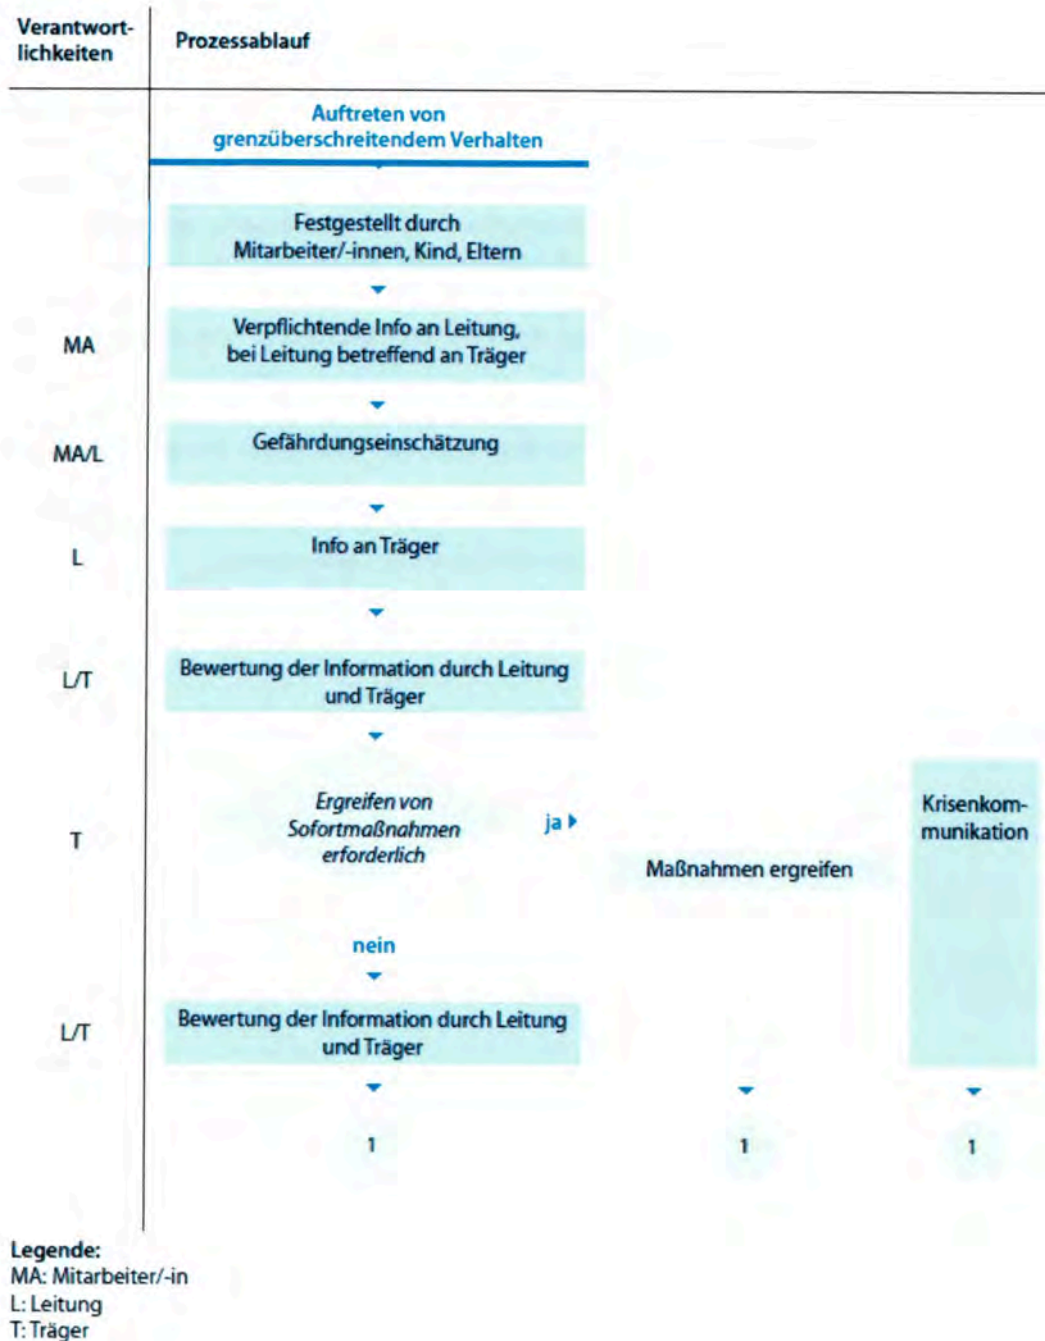 Verantwort-
lichkeiten
Prozessablauf
Auftreten von
grenzüberschreitendem Verhalten
Festgestellt durch
Mitarbeiter/-innen, Kind, Eltern
MA
Verpflichtende Info an Leitung,
bei Leitung betreffend an Träger
MA/L
Gefährdungseinschätzung
L
Info an Träger
L/T
Bewertung der Information durch Leitung
und Träger
T
Ergreifen von
Sofortmaßnahmen
erforderlich
ja
Maßnahmen ergreifen
Krisenkom-
munikation
nein
L/T
Bewertung der Information durch Leitung
und Träger
1
1
1
Legende:
MA: Mitarbeiter/-in
L: Leitung
T: Träger